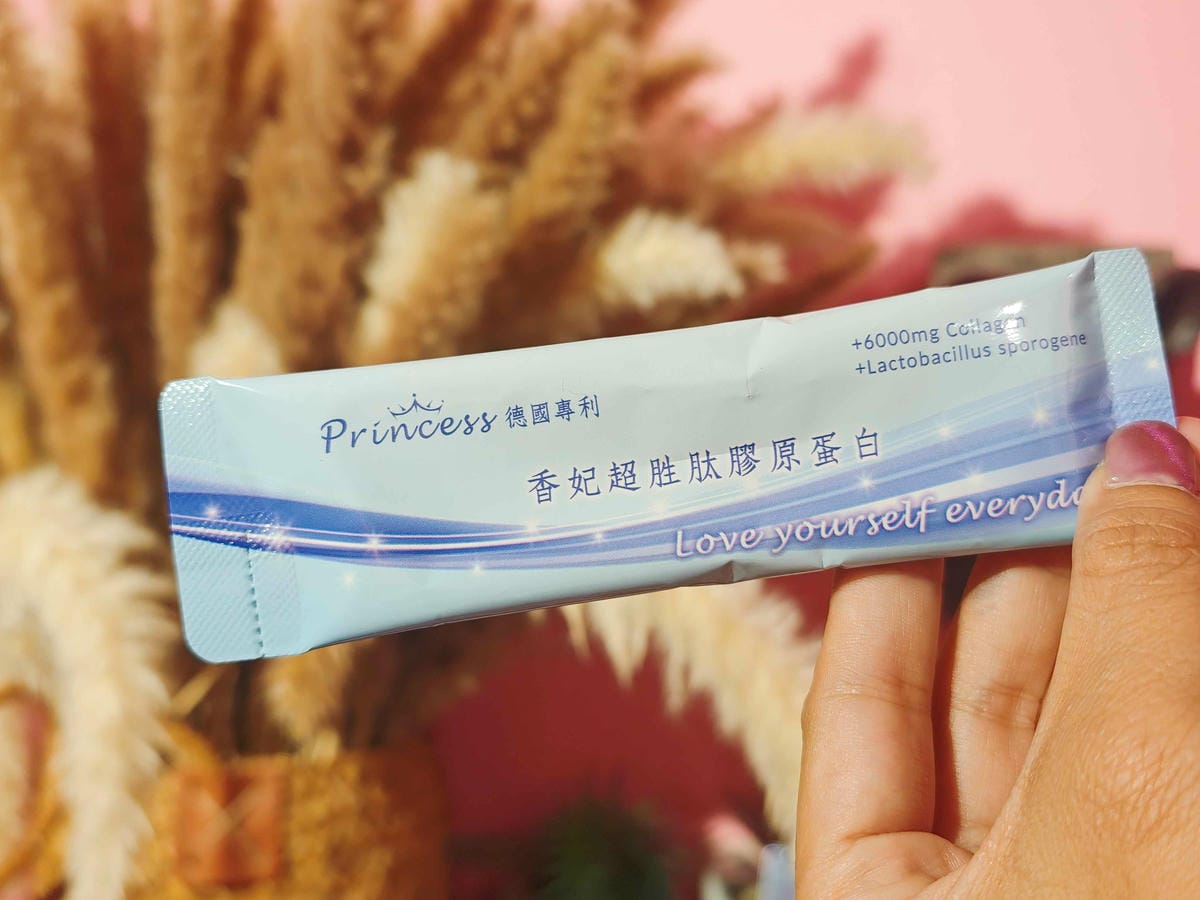 +6000mg Collagen
+Lactobacillus sporogene
Princess 德國專利
香妃超胜肽膠原蛋白
Love yourself everyda